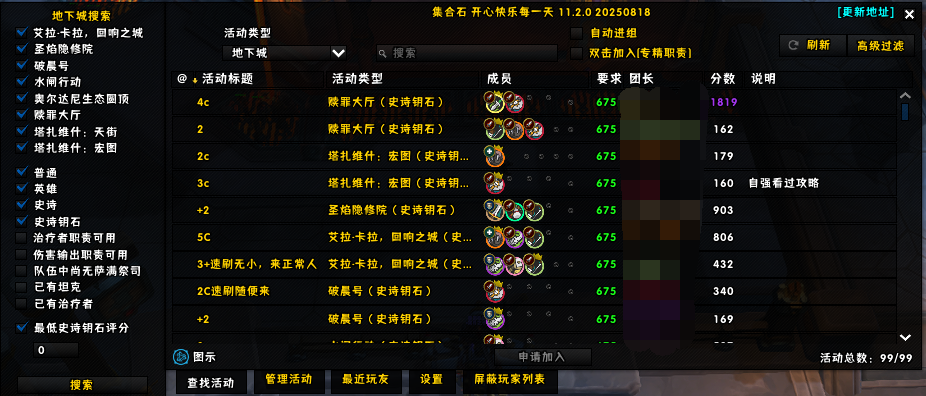 地下城搜索
艾拉-卡拉，回响之城
圣焰隐修院
破晨号
水闸行动
奥尔达尼生态圆顶
赎罪大厅
塔扎维什：天街
塔扎维什：宏图
普通
英雄
史诗
史诗钥石
治疗者职责可用
伤害输出职责可用
队伍中尚无萨满祭司
已有坦克
已有治疗者
最低史诗钥石评分
0
搜索
集合石 开心快乐每一天 11.2.0 20250818
[更新地址]
活动类型
地下城
搜索
自动进组
双击加入(专精职责)
刷新
高级过滤
@ 活动标题 活动类型 成员 要求 团长 分数 说明
4c 赎罪大厅（史诗钥石） 675 1819
2 赎罪大厅（史诗钥石） 675 162
2c 塔扎维什：宏图（史诗钥... 675 179
3c 塔扎维什：宏图（史诗钥... 675 160 自强看过攻略
+2 圣焰隐修院（史诗钥石） 675 903
5C 艾拉-卡拉，回响之城（史... 675 806
3+速刷无小，来正常人 艾拉-卡拉，回响之城（史... 675 432
2C速刷随便来 破晨号（史诗钥石） 675 340
+2 破晨号（史诗钥石） 675 169
图示
申请加入
活动总数：99/99
查找活动 管理活动 最近玩友 设置 屏蔽玩家列表